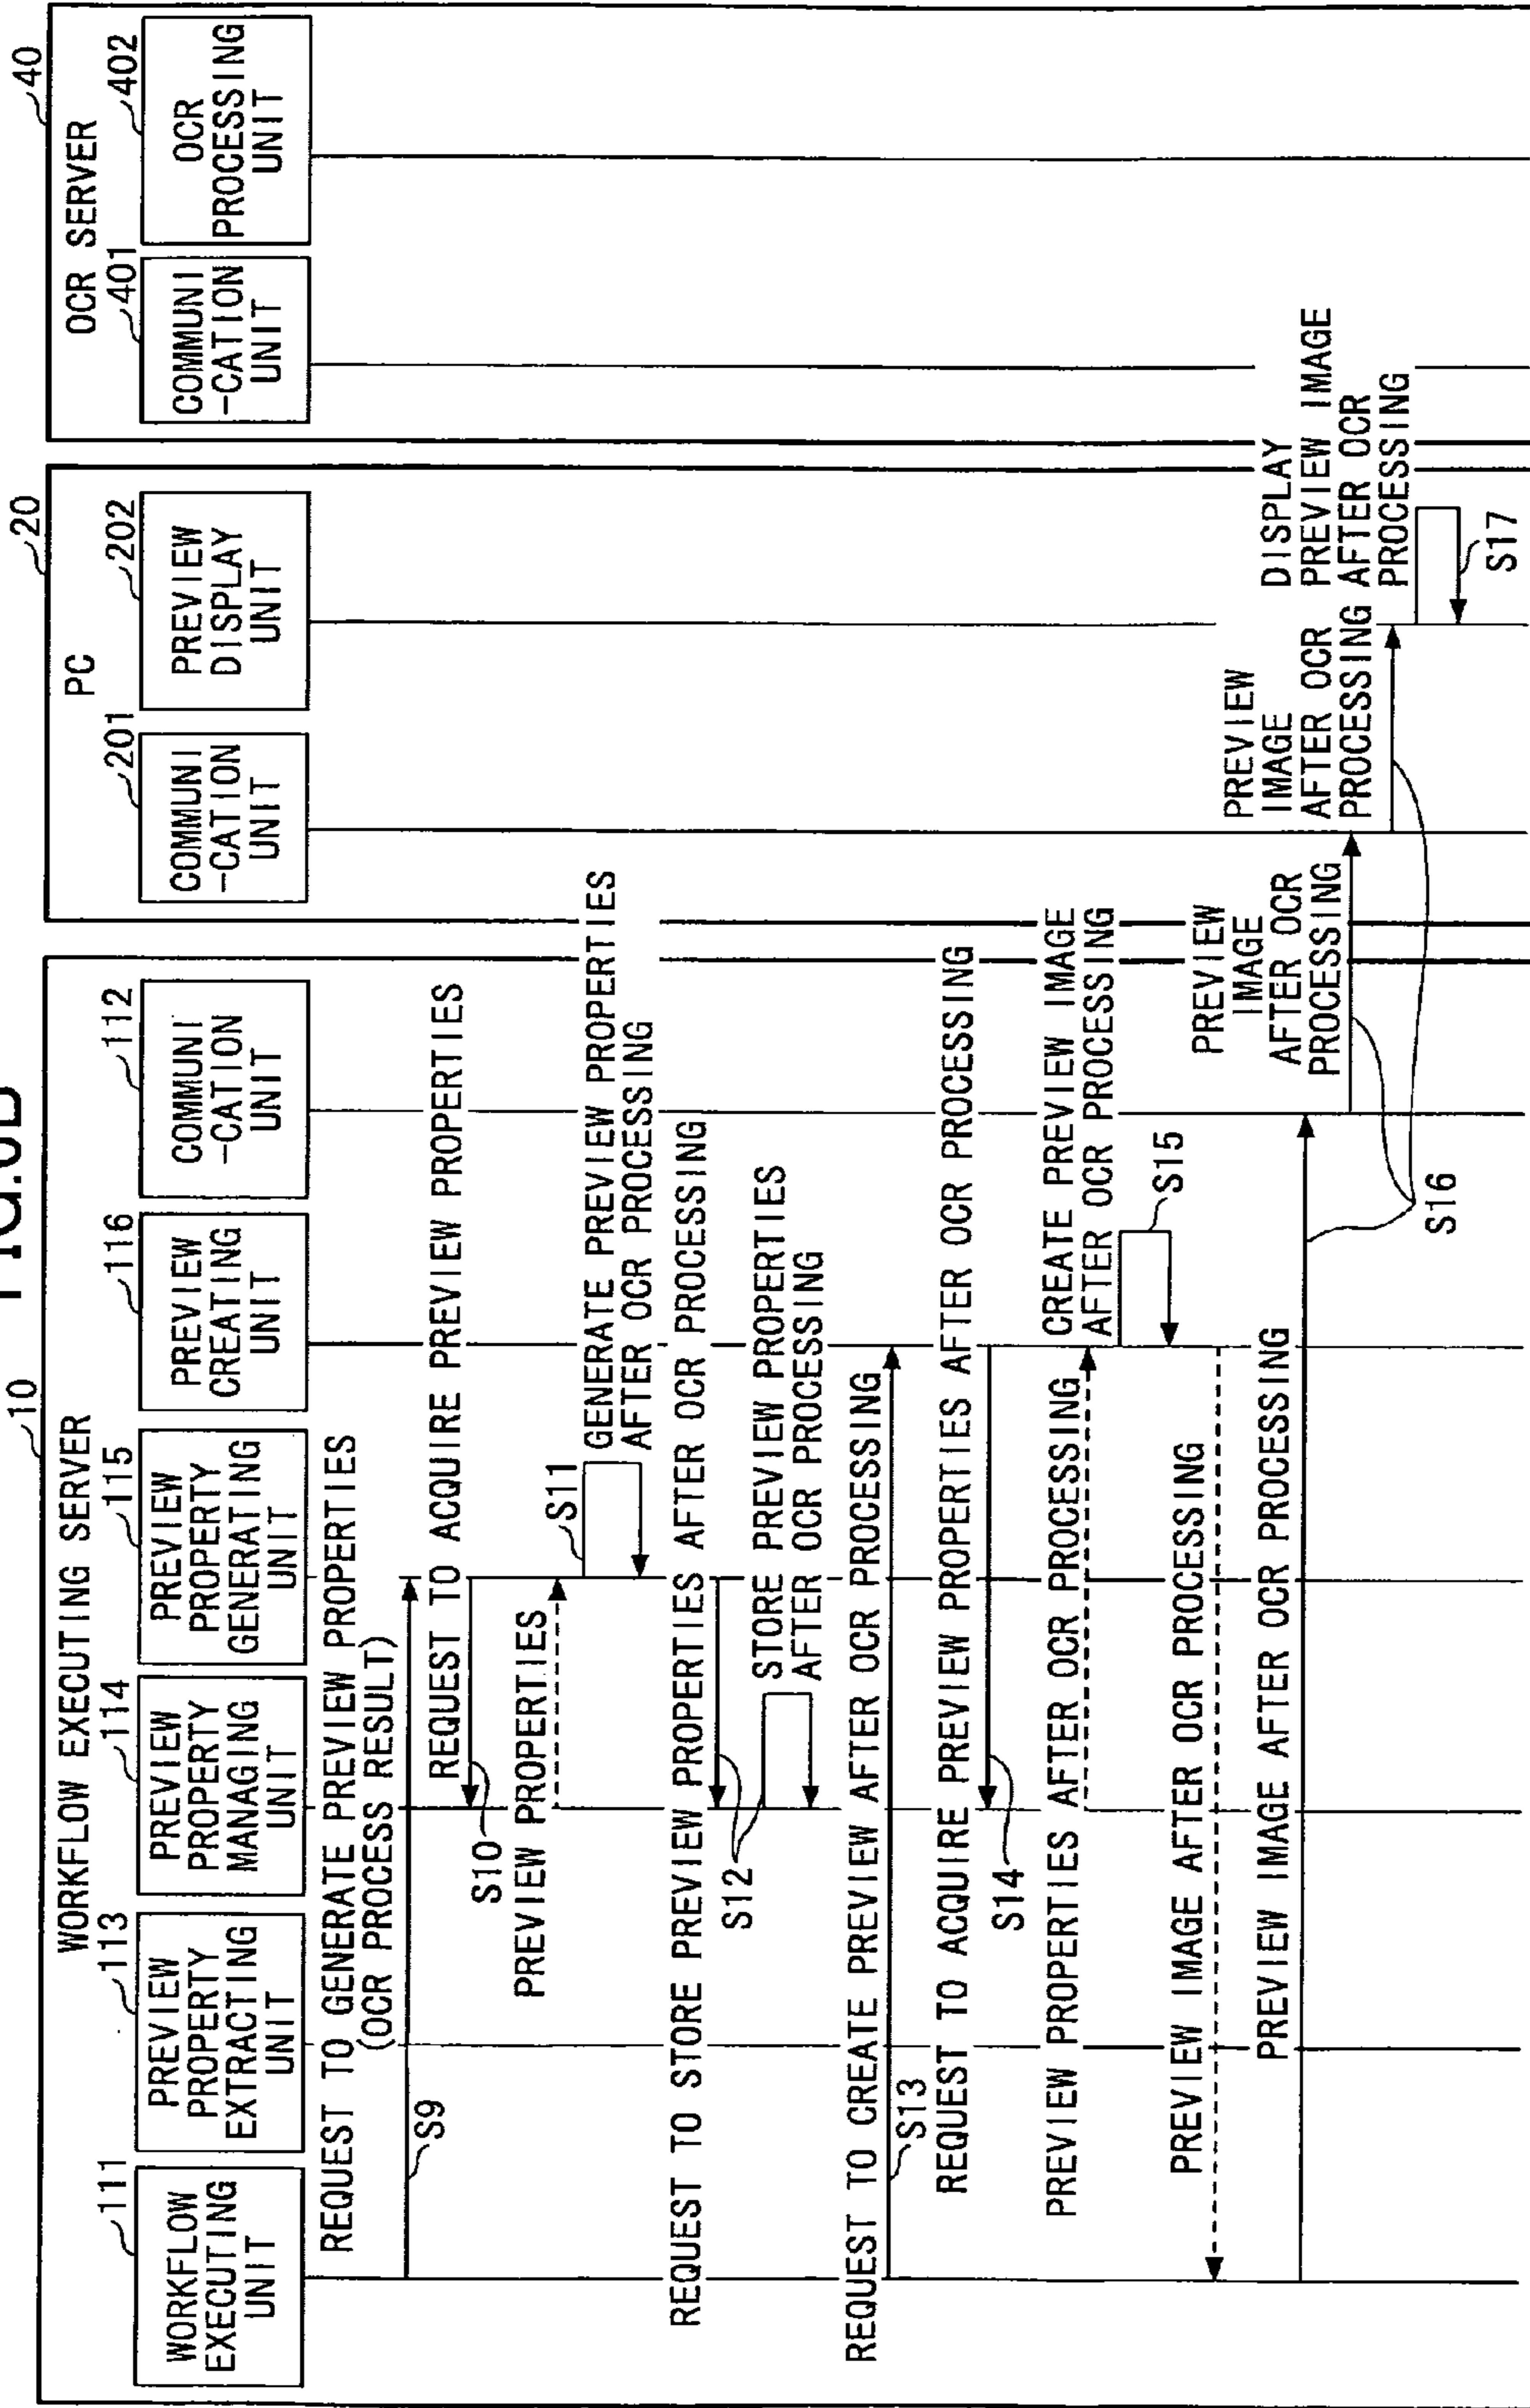 10
WORKFLOW EXECUTING SERVER
111
WORKFLOW
EXECUTING
UNIT
113
PREVIEW
PROPERTY
EXTRACTING
UNIT
114
PREVIEW
PROPERTY
MANAGING
UNIT
115
PREVIEW
PROPERTY
GENERATING
UNIT
116
PREVIEW
CREATING
UNIT
112
COMMUNI
-CATION
UNIT
20
PC
201
COMMUNI
-CATION
UNIT
202
PREVIEW
DISPLAY
UNIT
40
OCR SERVER
401
COMMUNI
-CATION
UNIT
402
OCR
PROCESSING
UNIT
REQUEST TO GENERATE PREVIEW PROPERTIES
(OCR PROCESS RESULT)
S9
REQUEST TO ACQUIRE PREVIEW PROPERTIES
S10
PREVIEW PROPERTIES
S11
GENERATE PREVIEW PROPERTIES
AFTER OCR PROCESSING
REQUEST TO STORE PREVIEW PROPERTIES AFTER OCR PROCESSING
S12
STORE PREVIEW PROPERTIES
AFTER OCR PROCESSING
REQUEST TO CREATE PREVIEW AFTER OCR PROCESSING
S13
REQUEST TO ACQUIRE PREVIEW PROPERTIES AFTER OCR PROCESSING
S14
PREVIEW PROPERTIES AFTER OCR PROCESSING
CREATE PREVIEW IMAGE
AFTER OCR PROCESSING
S15
PREVIEW IMAGE AFTER OCR PROCESSING
PREVIEW IMAGE AFTER OCR PROCESSING
S16
PREVIEW
IMAGE
AFTER OCR
PROCESSING
PREVIEW
IMAGE
AFTER OCR
PROCESSING
DISPLAY
PREVIEW IMAGE
AFTER OCR
PROCESSING
S17